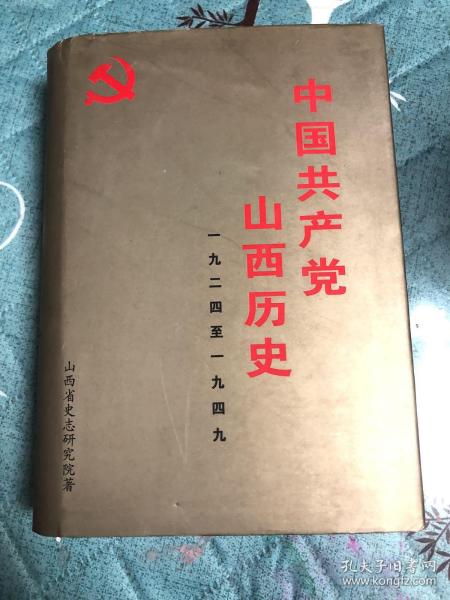 中国共产党
山西历史
一九二四至一九四九
山西省史志研究院著
孔夫子旧书网
www.kongfz.com